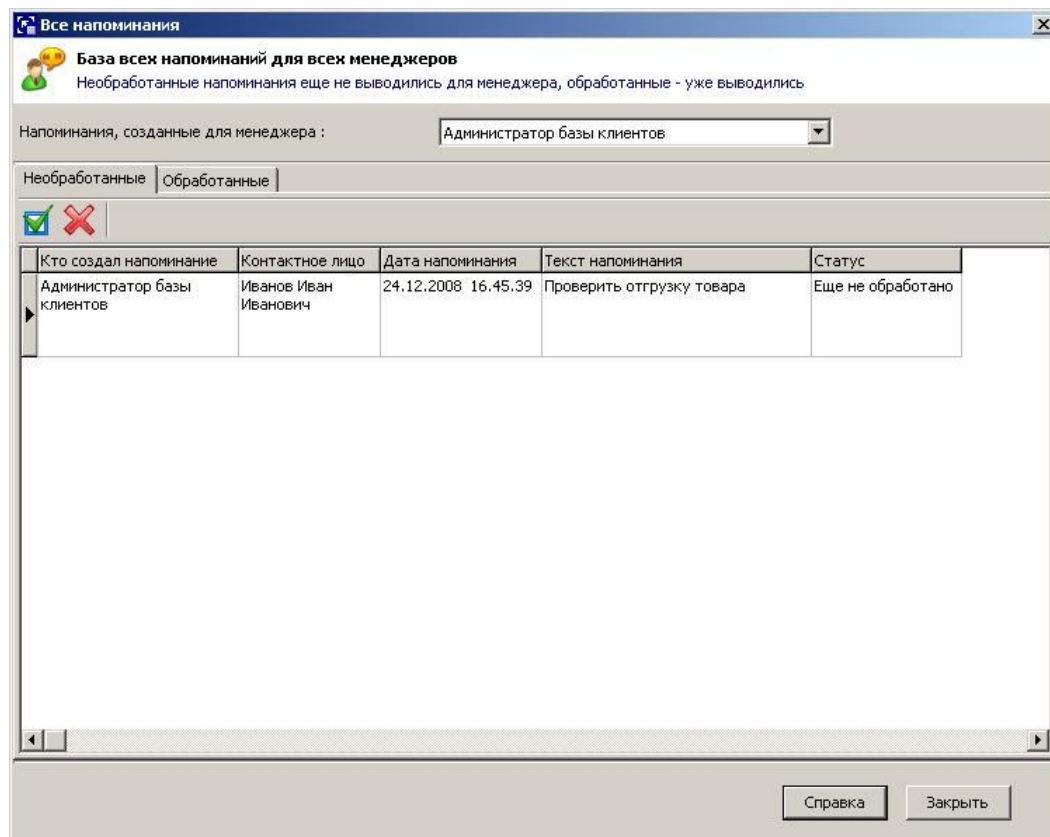 Все напоминания
База всех напоминаний для всех менеджеров
Необработанные напоминания еще не выводились для менеджера, обработанные - уже выводились
Напоминания, созданные для менеджера : Администратор базы клиентов
Необработанные Обработанные
Кто создал напоминание Контактное лицо Дата напоминания Текст напоминания Статус
Администратор базы Иванов Иван 24.12.2008 16.45.39 Проверить отгрузку товара Еще не обработано
клиентов Иванович
Справка Закрыть